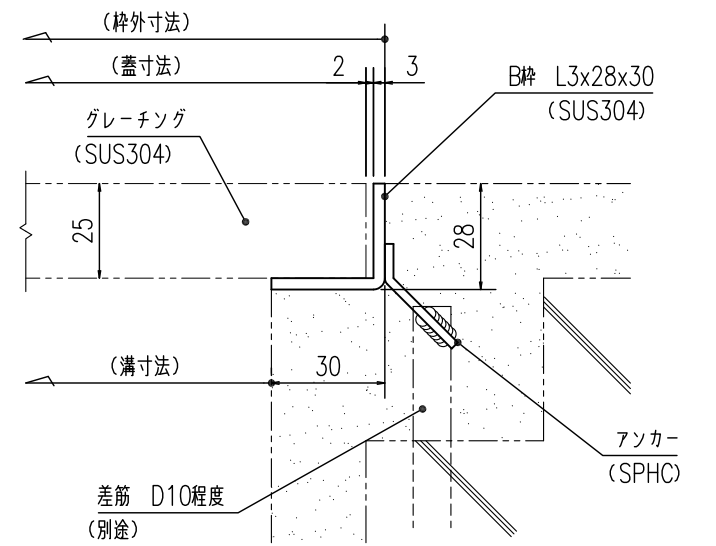 (枠外寸法)
(蓋寸法)
2
3
B枠 L3x28x30
(SUS304)
グレーチング
(SUS304)
25
28
(溝寸法)
30
アンカー
(SPHC)
差筋 D10程度
(別途)